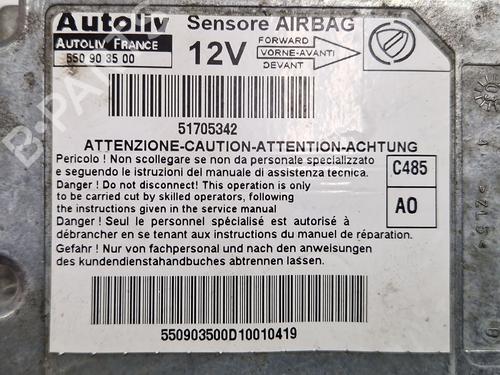 Autoliv
Sensore AIRBAG
AUTOLIV FRANCE
550 90 35 00
12V
FORWARD
VORNE-AVANTI
DEVANT
51705342
ATTENZIONE-CAUTION-ATTENTION-ACHTUNG
Pericolo ! Non scollegare se non da personale specializzato
e seguendo le istruzioni del manuale di assistenza tecnica.
Danger ! Do not disconnect! This operation is only
to be carried cut by skilled operators, following
the instructions given in the service manual
Danger ! Seul le personnel spécialisé est autorisé à
débrancher en se tenant aux instructions du manuel de réparation.
Gefahr ! Nur von fachpersonal und nach den anweisungen
des kundendienstahandbuches abtrennen lassen.
C485
A0
550903500D10010419